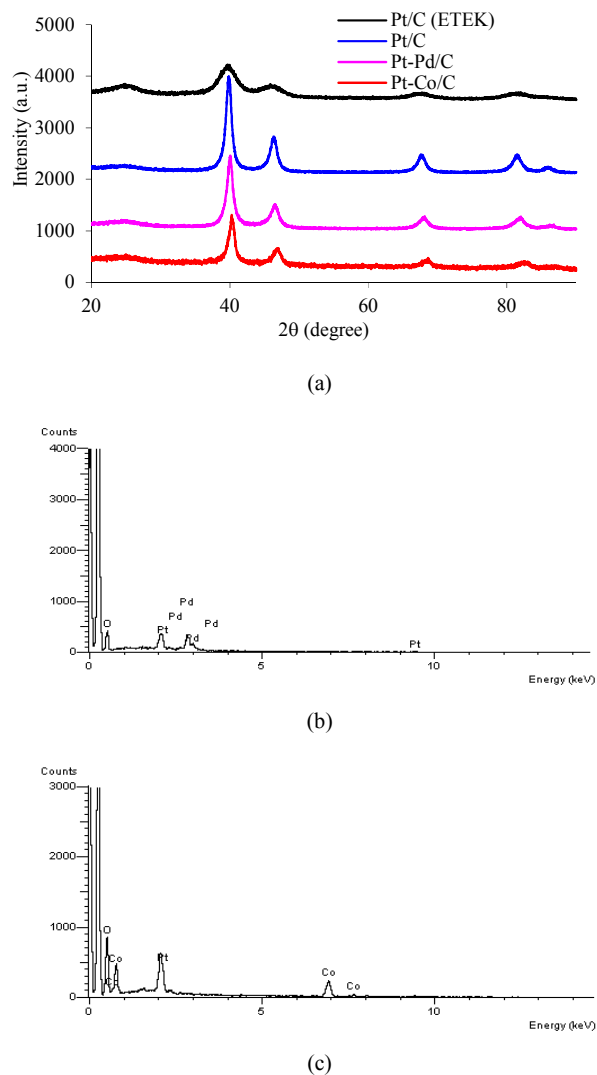 5000
4000
3000
2000
1000
0
Intensity (a.u.)
Pt/C (ETEK)
Pt/C
Pt-Pd/C
Pt-Co/C
20 40 60 80
2θ (degree)
(a)
Counts
4000
3000
2000
1000
0
O
Pt
Pd
Pd
Pd
Pd
Pt
0 5 10
Energy (keV)
(b)
Counts
3000
2000
1000
0
O
Co
C
Pt
Co
Co
0 5 10
Energy (keV)
(c)